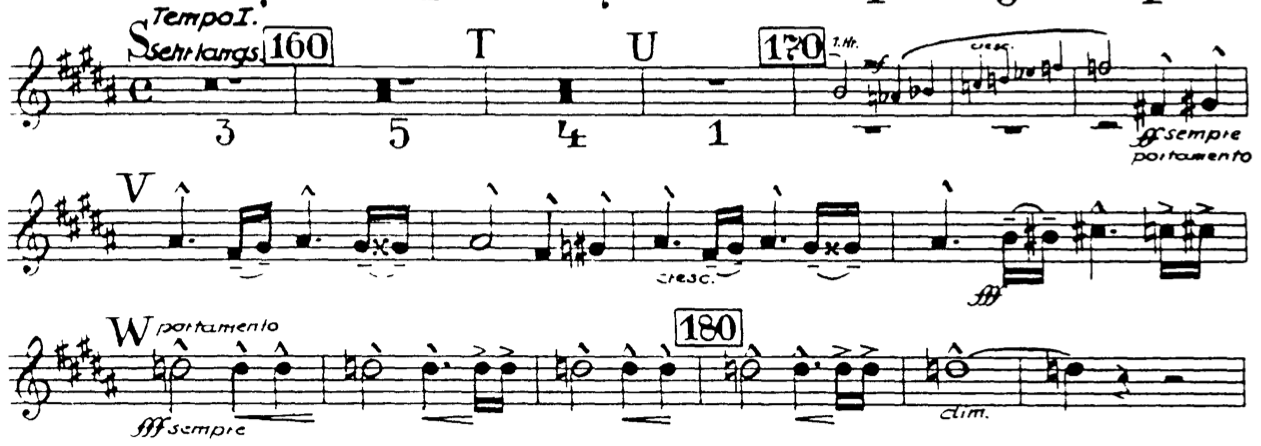 Tempo I.
S sehr langs. 160 T U 170 1. Hr. mf cresc.
3 5 4 1
ff sempre
portamento
V
cresc. fff
W portamento 180
fff sempre dim.